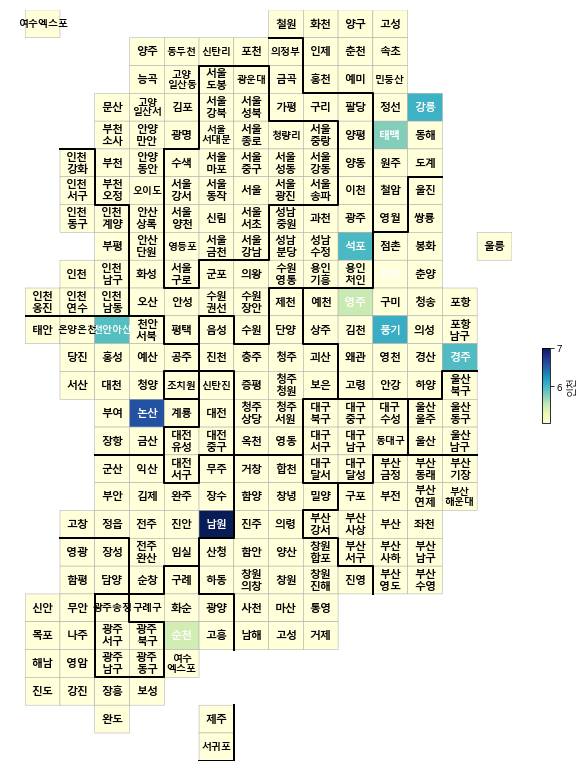 여수엑스포 철원 화천 양구 고성
양주 동두천 신탄리 포천 의정부 인제 춘천 속초
능곡 고양 일산동 서울 도봉 광운대 금곡 홍천 예미 민둥산
문산 고양 일산서 김포 서울 강북 서울 성북 가평 구리 팔당 정선 강릉
부천 소사 안양 만안 광명 서울 서대문 서울 종로 청량리 서울 중랑 양평 태백 동해
인천 강화 부천 안양 동안 수색 서울 마포 서울 중구 서울 성동 서울 강동 양동 원주 도계
인천 서구 부천 오정 오이도 서울 강서 서울 동작 서울 서울 광진 서울 송파 이천 철암 울진
인천 동구 인천 계양 안산 상록 서울 양천 신림 서울 서초 성남 중원 과천 광주 영월 쌍룡
부평 안산 단원 영등포 서울 금천 서울 강남 성남 분당 성남 수정 석포 점촌 봉화 울릉
인천 인천 남구 화성 서울 구로 군포 의왕 수원 영통 용인 기흥 용인 처인 춘양
인천 옹진 인천 연수 인천 남동 오산 안성 수원 권선 수원 장안 제천 예천 영주 구미 청송 포항
태안 온양온천 천안아산 천안 서북 평택 음성 수원 단양 상주 김천 풍기 의성 포항 남구
당진 홍성 예산 공주 진천 충주 청주 괴산 왜관 영천 경산 경주
서산 대천 청양 조치원 신탄진 증평 청주 청원 보은 고령 안강 하양 울산 북구
부여 논산 계룡 대전 청주 상당 청주 서원 대구 북구 대구 중구 대구 수성 울산 울주 울산 동구
장항 금산 대전 유성 대전 중구 옥천 영동 대구 서구 대구 남구 동대구 울산 울산 남구
군산 익산 대전 서구 무주 거창 합천 대구 달서 대구 달성 부산 금정 부산 동래 부산 기장
부안 김제 완주 장수 함양 창녕 밀양 구포 부전 부산 연제 부산 해운대
고창 정읍 전주 진안 남원 진주 의령 부산 강서 부산 사상 부산 좌천
영광 장성 전주 완산 임실 산청 함안 양산 창원 합포 부산 서구 부산 사하 부산 남구
함평 담양 순창 구례 하동 창원 의창 창원 창원 진해 진영 부산 영도 부산 수영
신안 무안 광주송정 구례구 화순 광양 사천 마산 통영
목포 나주 광주 서구 광주 북구 순천 고흥 남해 고성 거제
해남 영암 광주 남구 광주 동구 여수 엑스포
진도 강진 장흥 보성
완도 제주
서귀포
7
6